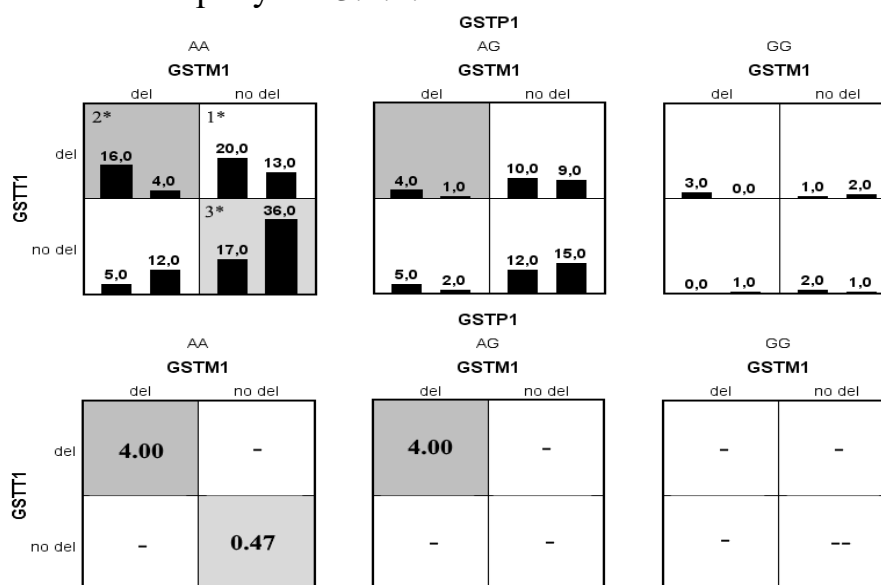 GSTP1
AA AG GG
GSTM1 GSTM1 GSTM1
del no del del no del del no del
2* 1*
del 16,0 4,0 20,0 13,0 4,0 1,0 10,0 9,0 3,0 0,0 1,0 2,0
GSTT1
3*
no del 5,0 12,0 17,0 36,0 5,0 2,0 12,0 15,0 0,0 1,0 2,0 1,0
GSTP1
AA AG GG
GSTM1 GSTM1 GSTM1
del no del del no del del no del
del 4.00 - 4.00 - - -
GSTT1
no del - 0.47 - - - --